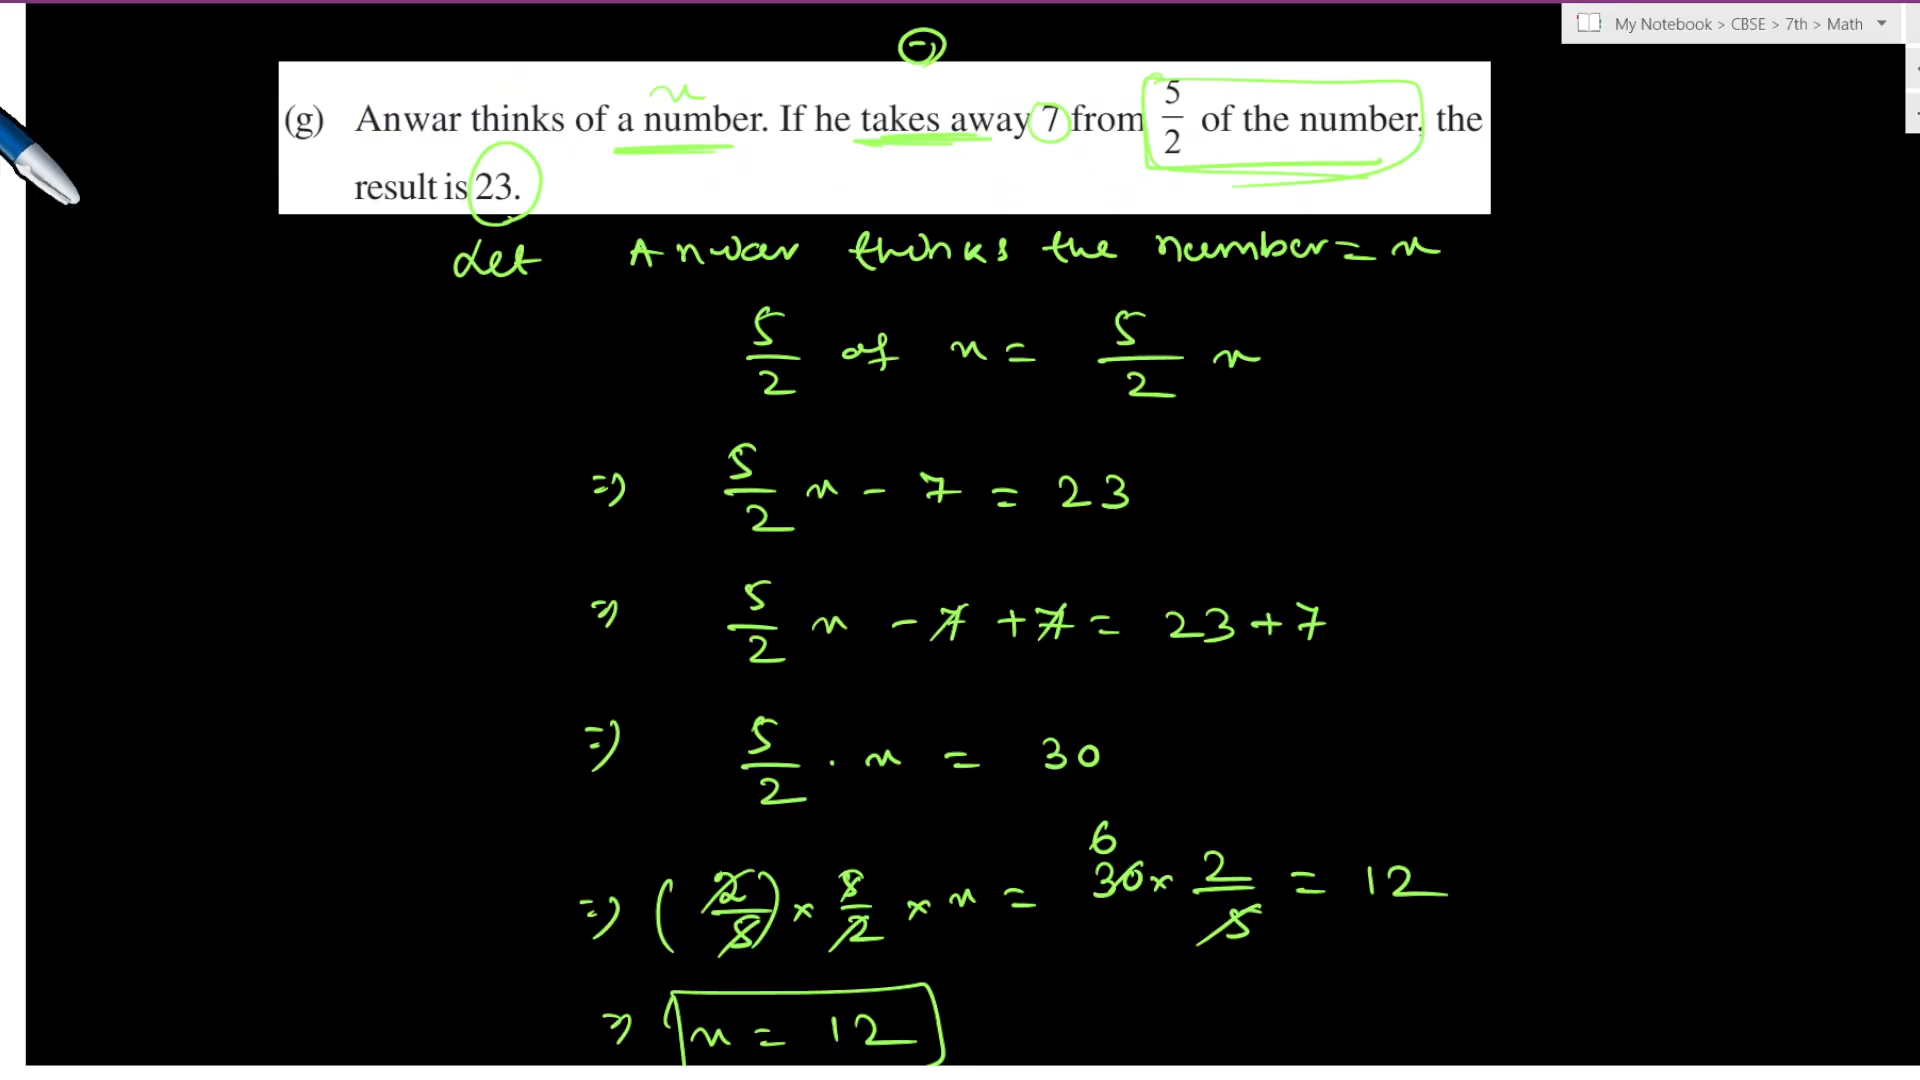 My Notebook > CBSE > 7th > Math
(-)
x
(g) Anwar thinks of a number. If he takes away 7 from 5/2 of the number, the
result is 23.
Let Anwar thinks the number = x
5/2 of x = 5/2 x
⇒ 5/2 x - 7 = 23
⇒ 5/2 x - 7 + 7 = 23 + 7
⇒ 5/2 . x = 30
6
⇒ (2/5) × 5/2 × x = 30 × 2/5 = 12
⇒ x = 12